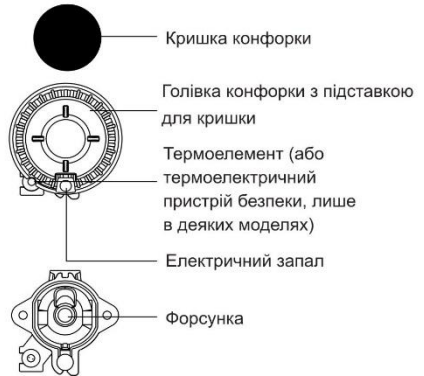 Кришка конфорки
Голівка конфорки з підставкою
для кришки
Термоелемент (або
термоелектричний
пристрій безпеки, лише
в деяких моделях)
Електричний запал
Форсунка